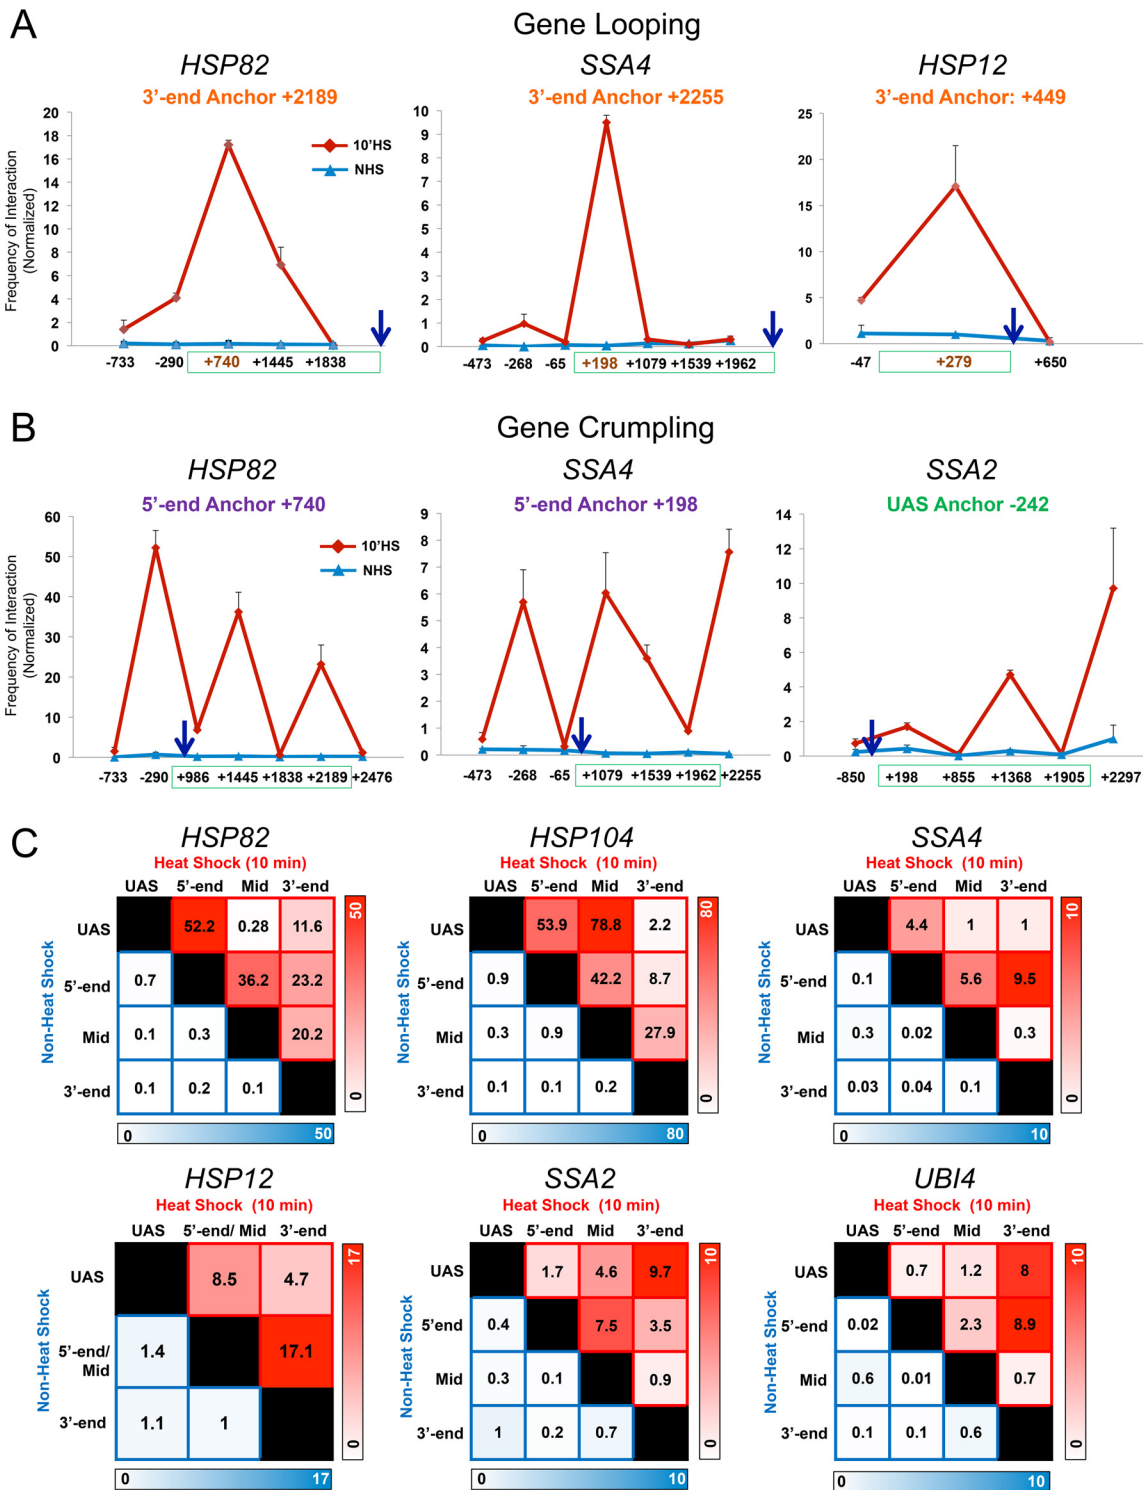 A
Gene Looping
HSP82
SSA4
HSP12
3'-end Anchor +2189
3'-end Anchor +2255
3'-end Anchor: +449
Frequency of Interaction
(Normalized)
20
18
16
14
12
10
8
6
4
2
0
10'HS
NHS
-733 -290 +740 +1445 +1838
10
9
8
7
6
5
4
3
2
1
0
-473 -268 -65 +198 +1079 +1539 +1962
25
20
15
10
5
0
-47 +279 +650
B
Gene Crumpling
HSP82
SSA4
SSA2
5'-end Anchor +740
5'-end Anchor +198
UAS Anchor -242
Frequency of Interaction
(Normalized)
60
50
40
30
20
10
0
10'HS
NHS
-733 -290 +986 +1445 +1838 +2189 +2476
9
8
7
6
5
4
3
2
1
0
-473 -268 -65 +1079 +1539 +1962 +2255
14
12
10
8
6
4
2
0
-850 +198 +855 +1368 +1905 +2297
C
HSP82
Heat Shock (10 min)
UAS 5'-end Mid 3'-end
Non-Heat Shock
UAS 52.2 0.28 11.6
5'-end 0.7 36.2 23.2
Mid 0.1 0.3 20.2
3'-end 0.1 0.2 0.1
50
0
0 50
HSP104
Heat Shock (10 min)
UAS 5'-end Mid 3'-end
53.9 78.8 2.2
0.9 42.2 8.7
0.3 0.9 27.9
0.1 0.1 0.2
80
0
0 80
SSA4
Heat Shock (10 min)
UAS 5'-end Mid 3'-end
Non-Heat Shock
UAS 4.4 1 1
5'-end 0.1 5.6 9.5
Mid 0.3 0.02 0.3
3'-end 0.03 0.04 0.1
10
0
0 10
HSP12
Heat Shock (10 min)
UAS 5'-end/ Mid 3'-end
Non-Heat Shock
UAS 8.5 4.7
5'-end/
Mid 1.4 17.1
3'-end 1.1 1
17
0
0 17
SSA2
Heat Shock (10 min)
UAS 5'-end Mid 3'-end
Non-Heat Shock
UAS 1.7 4.6 9.7
5'end 0.4 7.5 3.5
Mid 0.3 0.1 0.9
3'-end 1 0.2 0.7
10
0
0 10
UBI4
Heat Shock (10 min)
UAS 5'-end Mid 3'-end
Non-Heat Shock
UAS 0.7 1.2 8
5'-end 0.02 2.3 8.9
Mid 0.6 0.01 0.7
3'-end 0.1 0.1 0.6
10
0
0 10